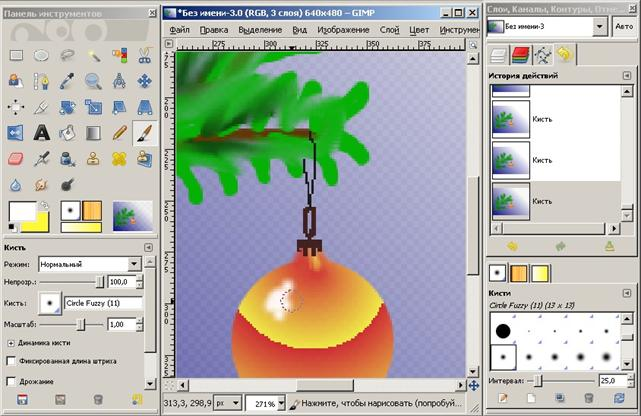 Панель инструментов
Кисть
Режим: Нормальный
Непрозр.: 100,0
Кисть: Circle Fuzzy (11)
Масштаб: 1,00
Динамика кисти
Фиксированная длина штриха
Дрожание
*Без имени-3.0 (RGB, 3 слоя) 640x480 – GIMP
Файл Правка Выделение Вид Изображение Слой Цвет Инструмен
275 300 325 350 375
313,3, 298,9 px 271% Нажмите, чтобы нарисовать (попробуй...
Слои, Каналы, Контуры, Отме...
Без имени-3 Авто
История действий
Кисть
Кисть
Кисть
Кисти
Circle Fuzzy (11) (13 x 13)
Интервал: 25,0